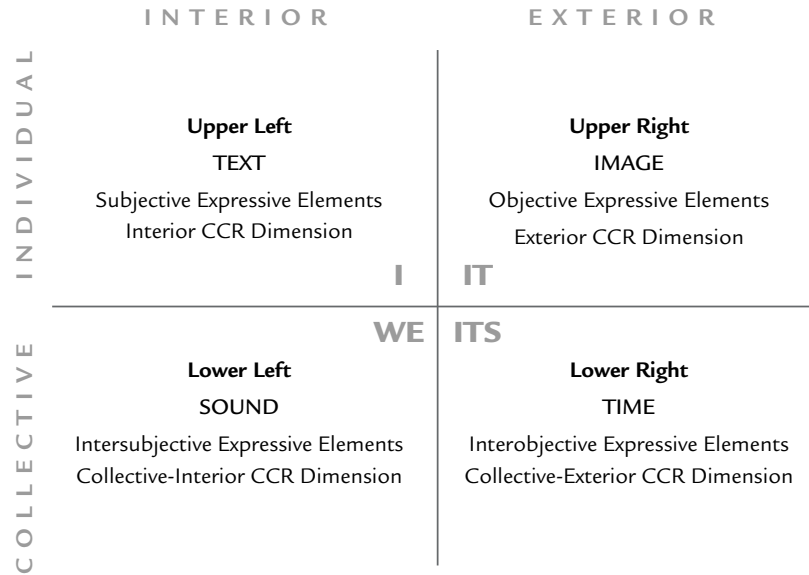 INTERIOR
EXTERIOR
INDIVIDUAL
Upper Left
TEXT
Subjective Expressive Elements
Interior CCR Dimension
I
Upper Right
IMAGE
Objective Expressive Elements
Exterior CCR Dimension
IT
COLLECTIVE
WE
Lower Left
SOUND
Intersubjective Expressive Elements
Collective-Interior CCR Dimension
ITS
Lower Right
TIME
Interobjective Expressive Elements
Collective-Exterior CCR Dimension